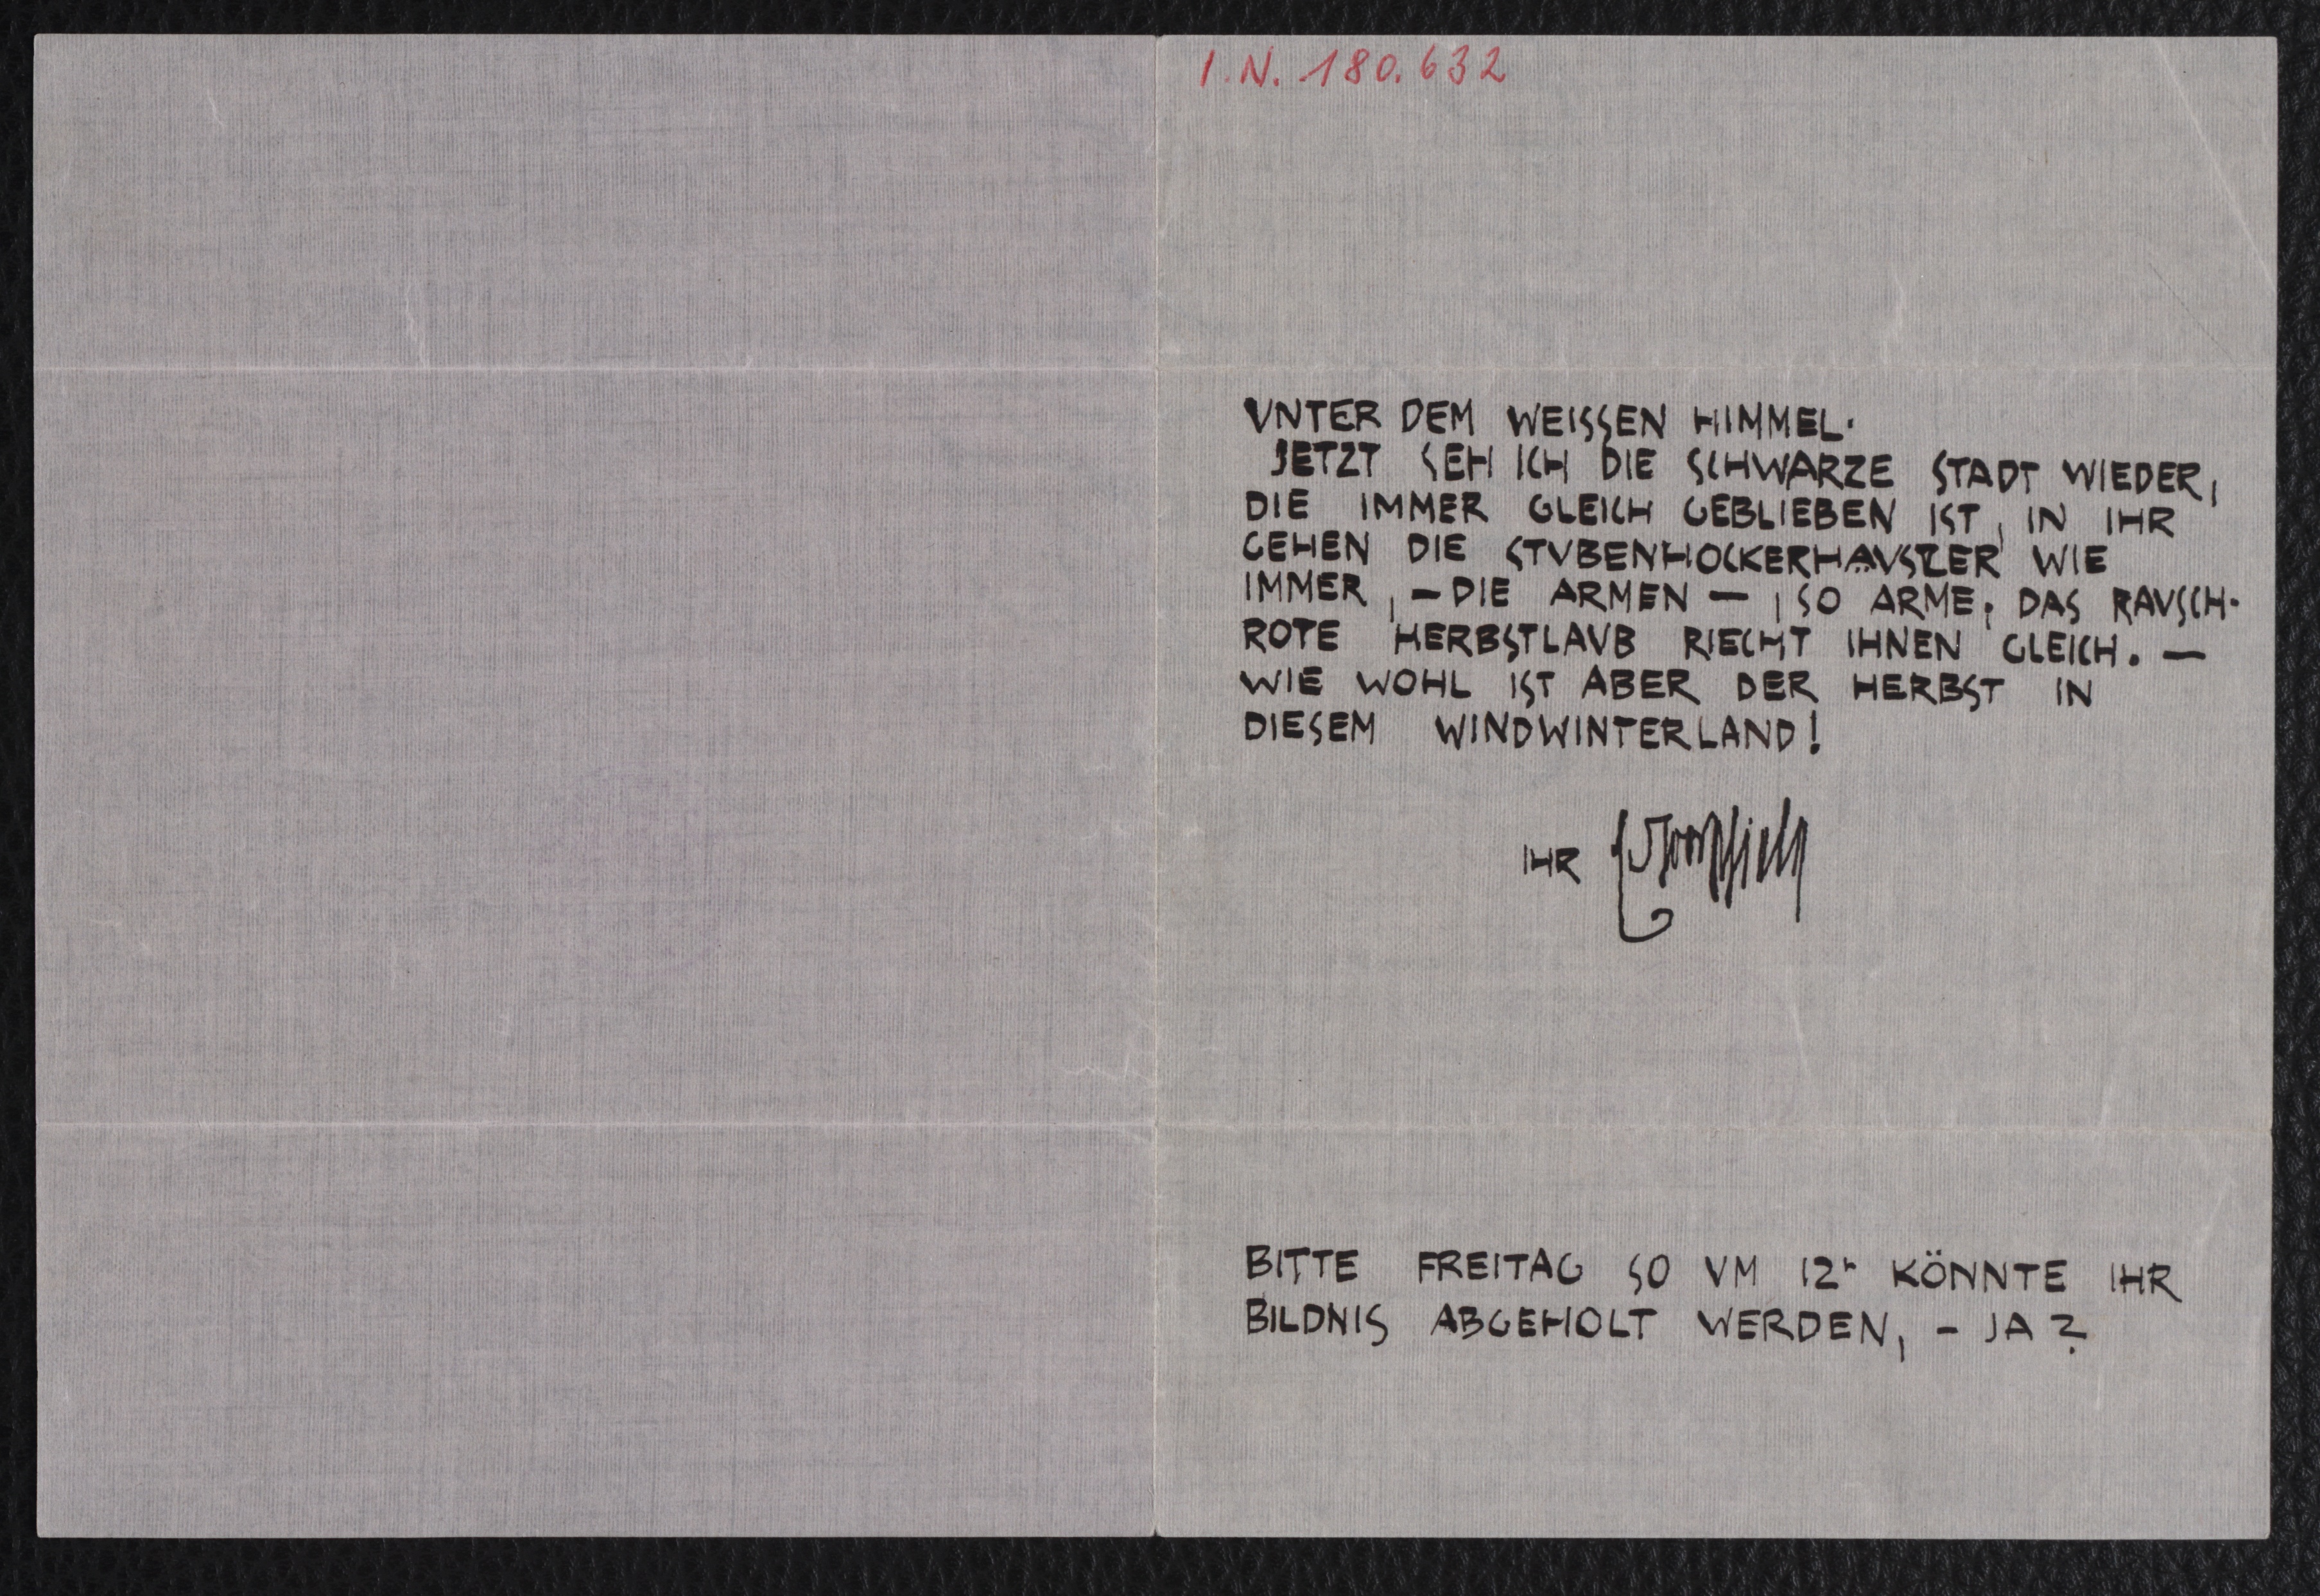 I.N. 180.632
VNTER DEM WEISSEN HIMMEL.
JETZT SEH ICH DIE SCHWARZE STADT WIEDER,
DIE IMMER GLEICH GEBLIEBEN IST, IN IHR
GEHEN DIE STVBENHOCKERHÄVSLER WIE
IMMER, – DIE ARMEN –, SO ARME; DAS RAVSCH-
ROTE HERBSTLAVB RIECHT IHNEN GLEICH. —
WIE WOHL IST ABER DER HERBST IN
DIESEM WINDWINTERLAND!
IHR
BITTE FREITAG SO VM 12ʰ KÖNNTE IHR
BILDNIS ABGEHOLT WERDEN, – JA?